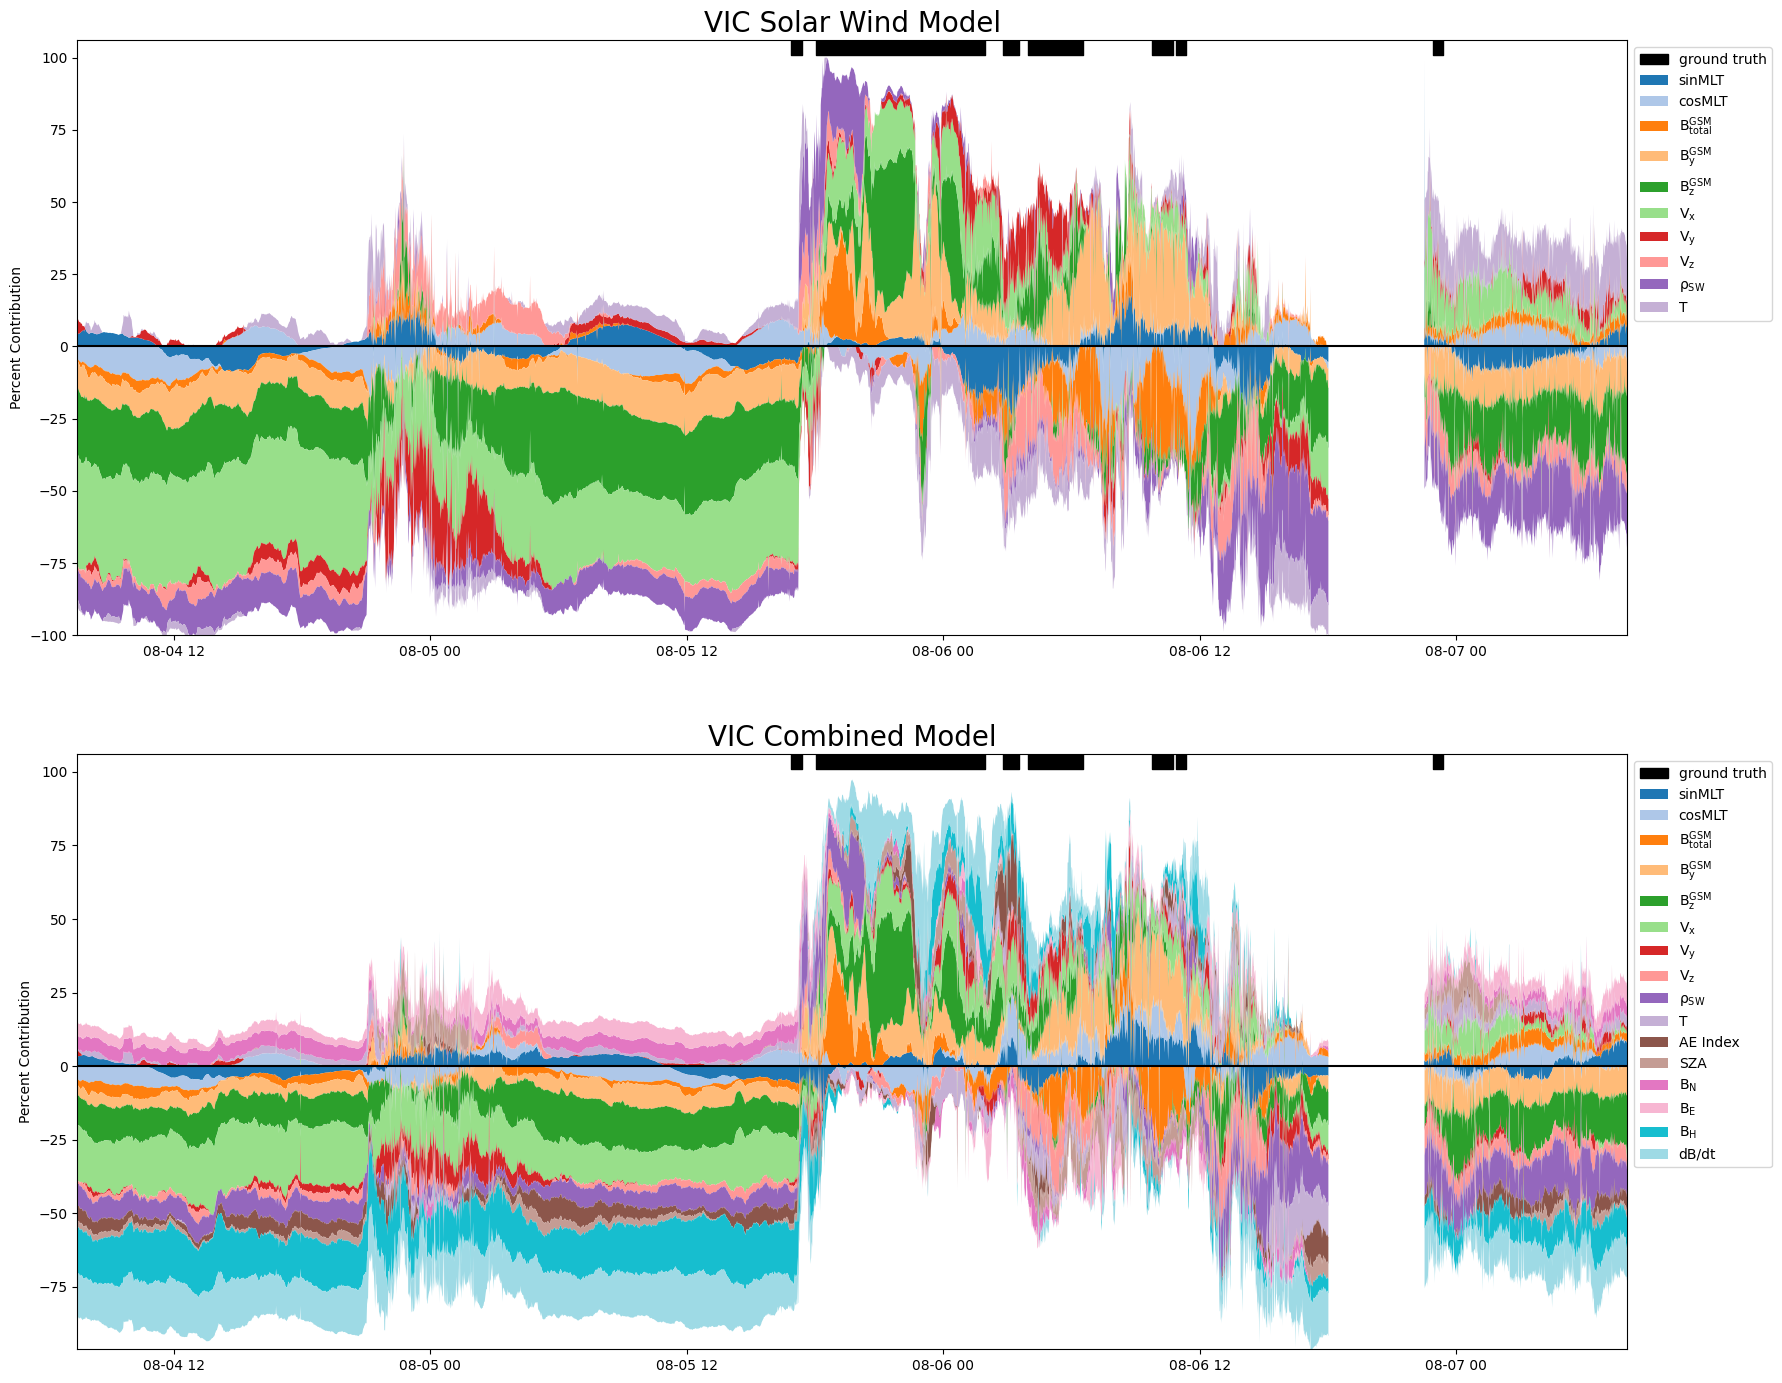 VIC Solar Wind Model
Percent Contribution
100
75
50
25
0
−25
−50
−75
−100
08-04 12 08-05 00 08-05 12 08-06 00 08-06 12 08-07 00
ground truth
sinMLT
cosMLT
B_total^GSM
B_y^GSM
B_z^GSM
V_x
V_y
V_z
ρ_SW
T
VIC Combined Model
Percent Contribution
100
75
50
25
0
−25
−50
−75
08-04 12 08-05 00 08-05 12 08-06 00 08-06 12 08-07 00
ground truth
sinMLT
cosMLT
B_total^GSM
B_y^GSM
B_z^GSM
V_x
V_y
V_z
ρ_SW
T
AE Index
SZA
B_N
B_E
B_H
dB/dt